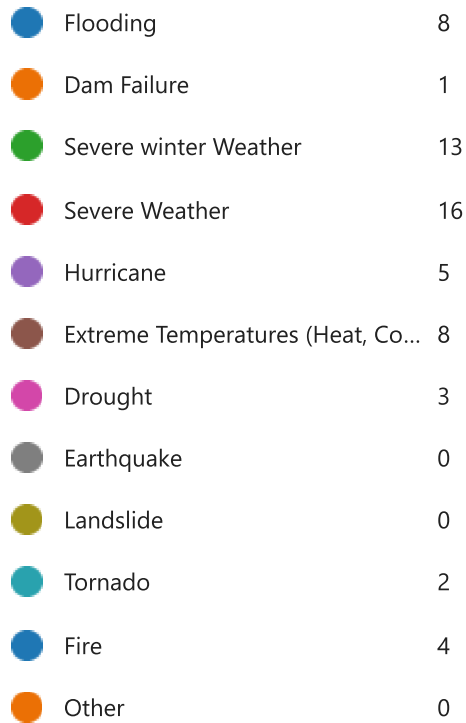 Flooding 8
Dam Failure 1
Severe winter Weather 13
Severe Weather 16
Hurricane 5
Extreme Temperatures (Heat, Co... 8
Drought 3
Earthquake 0
Landslide 0
Tornado 2
Fire 4
Other 0